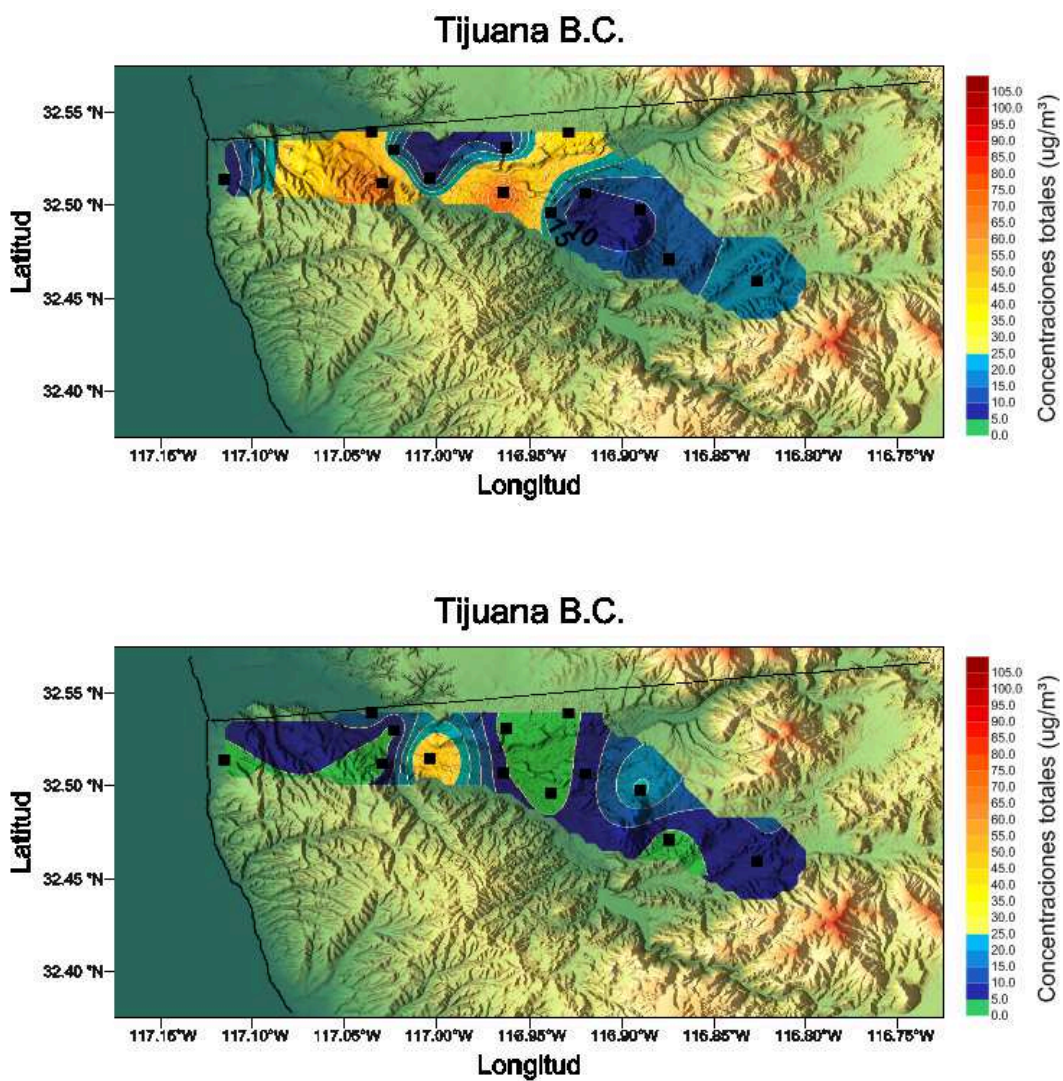 Tijuana B.C.
32.55 °N
32.50 °N
32.45 °N
32.40 °N
Latitud
15
10
117.15°W 117.10°W 117.05°W 117.00°W 116.95°W 116.90°W 116.85°W 116.80°W 116.75°W
Longitud
105.0
100.0
95.0
90.0
85.0
80.0
75.0
70.0
65.0
60.0
55.0
50.0
45.0
40.0
35.0
30.0
25.0
20.0
15.0
10.0
5.0
0.0
Concentraciones totales (ug/m³)
Tijuana B.C.
32.55 °N
32.50 °N
32.45 °N
32.40 °N
Latitud
117.15°W 117.10°W 117.05°W 117.00°W 116.95°W 116.90°W 116.85°W 116.80°W 116.75°W
Longitud
105.0
100.0
95.0
90.0
85.0
80.0
75.0
70.0
65.0
60.0
55.0
50.0
45.0
40.0
35.0
30.0
25.0
20.0
15.0
10.0
5.0
0.0
Concentraciones totales (ug/m³)